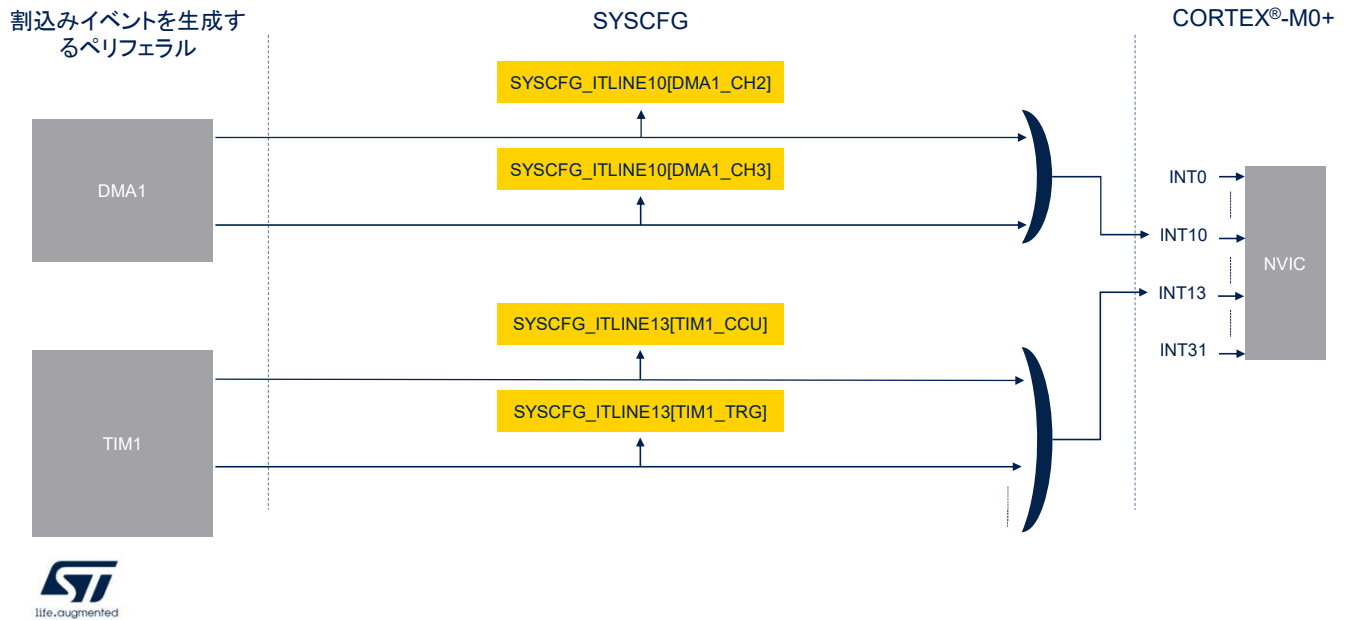 割込みイベントを生成す
るペリフェラル
SYSCFG
CORTEX®-M0+
SYSCFG_ITLINE10[DMA1_CH2]
DMA1
SYSCFG_ITLINE10[DMA1_CH3]
INT0
INT10
NVIC
INT13
SYSCFG_ITLINE13[TIM1_CCU]
INT31
SYSCFG_ITLINE13[TIM1_TRG]
TIM1
ST
life.augmented